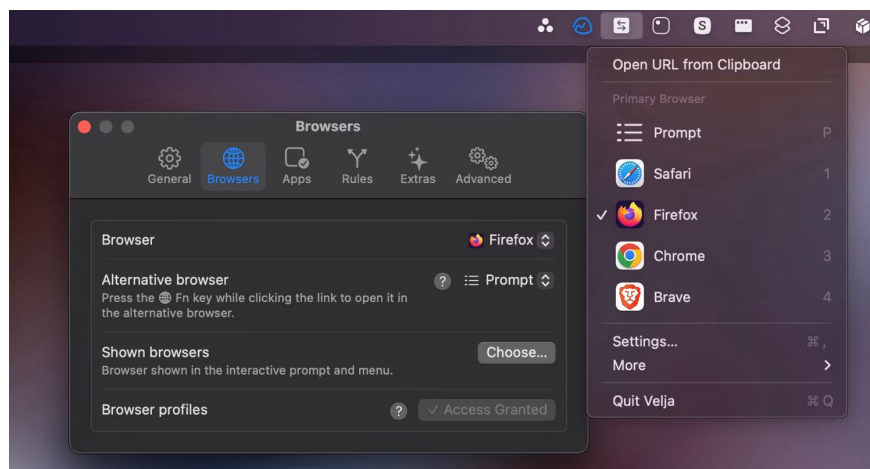 S
Open URL from Clipboard
Primary Browser
Prompt P
Safari 1
✓ Firefox 2
Chrome 3
Brave 4
Settings... ⌘ ,
More >
Quit Velja ⌘ Q
Browsers
General Browsers Apps Rules Extras Advanced
Browser Firefox
Alternative browser ? Prompt
Press the 🌐 Fn key while clicking the link to open it in
the alternative browser.
Shown browsers Choose...
Browser shown in the interactive prompt and menu.
Browser profiles ? ✓ Access Granted